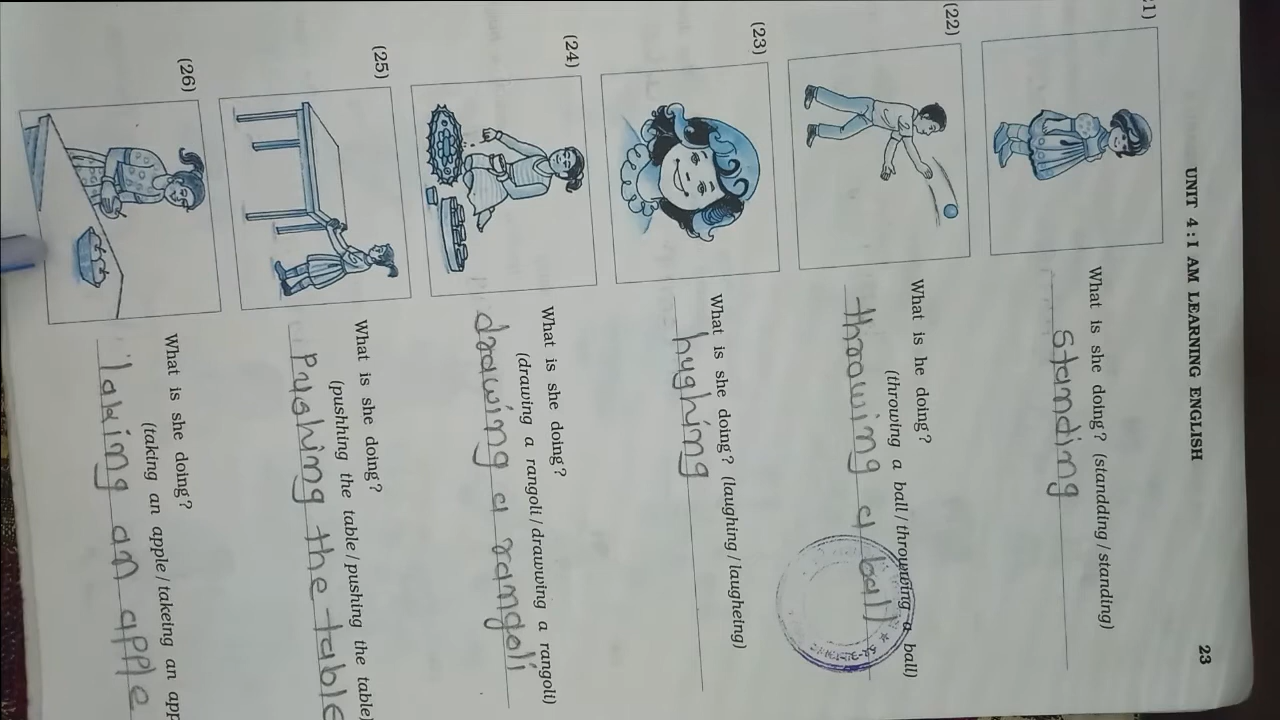 UNIT 4 : I AM LEARNING ENGLISH 23
What is she doing? (standding / standing)
standing
(22)
What is he doing?
(throwing a ball / throwwing a ball)
throwing a ball
(23)
What is she doing? (laughing / laugheing)
hughing
(24)
What is she doing?
(drawing a rangoli / drawwing a rangoli)
drawing a rangoli
(25)
What is she doing?
(pushhing the table / pushing the table)
pushing the table
(26)
What is she doing?
(taking an apple / takeing an app
taking an apple